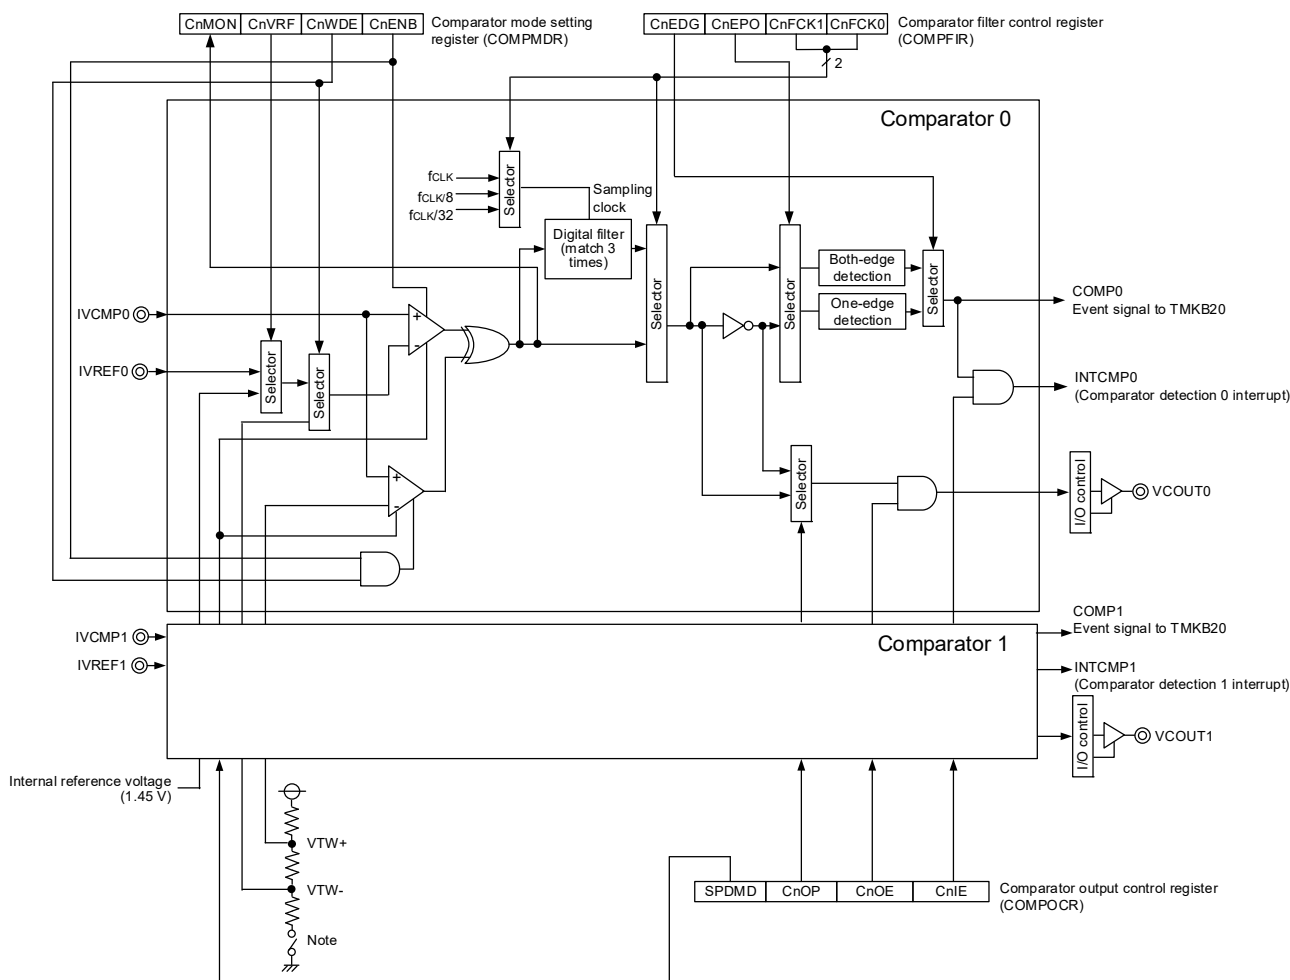 CnMON CnVRF CnWDE CnENB
Comparator mode setting
register (COMPMDR)
CnEDG CnEPO CnFCK1 CnFCK0
Comparator filter control register
(COMPFIR)
2
Comparator 0
fCLK
fCLK/8
fCLK/32
Selector
Sampling
clock
Digital filter
(match 3
times)
Selector
Selector
Both-edge
detection
One-edge
detection
Selector
COMP0
Event signal to TMKB20
IVCMP0
IVREF0
Selector
Selector
+
-
INTCMP0
(Comparator detection 0 interrupt)
+
-
Selector
I/O control
VCOUT0
IVCMP1
IVREF1
Comparator 1
COMP1
Event signal to TMKB20
INTCMP1
(Comparator detection 1 interrupt)
I/O control
VCOUT1
Internal reference voltage
(1.45 V)
VTW+
VTW-
Note
SPDMD CnOP CnOE CnIE
Comparator output control register
(COMPOCR)